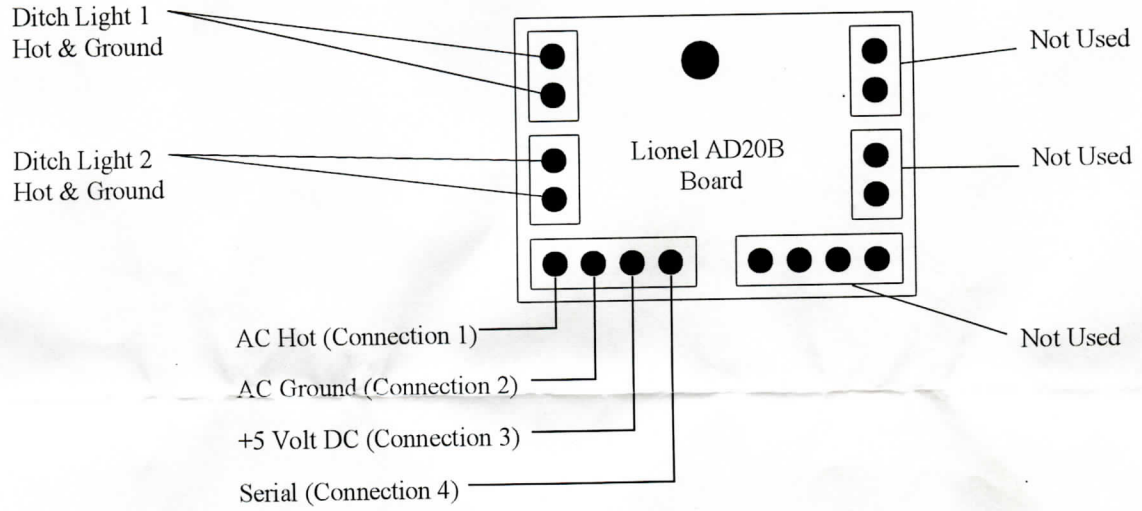 Ditch Light 1
Hot & Ground
Not Used
Ditch Light 2
Hot & Ground
Lionel AD20B
Board
Not Used
AC Hot (Connection 1)
Not Used
AC Ground (Connection 2)
+5 Volt DC (Connection 3)
Serial (Connection 4)